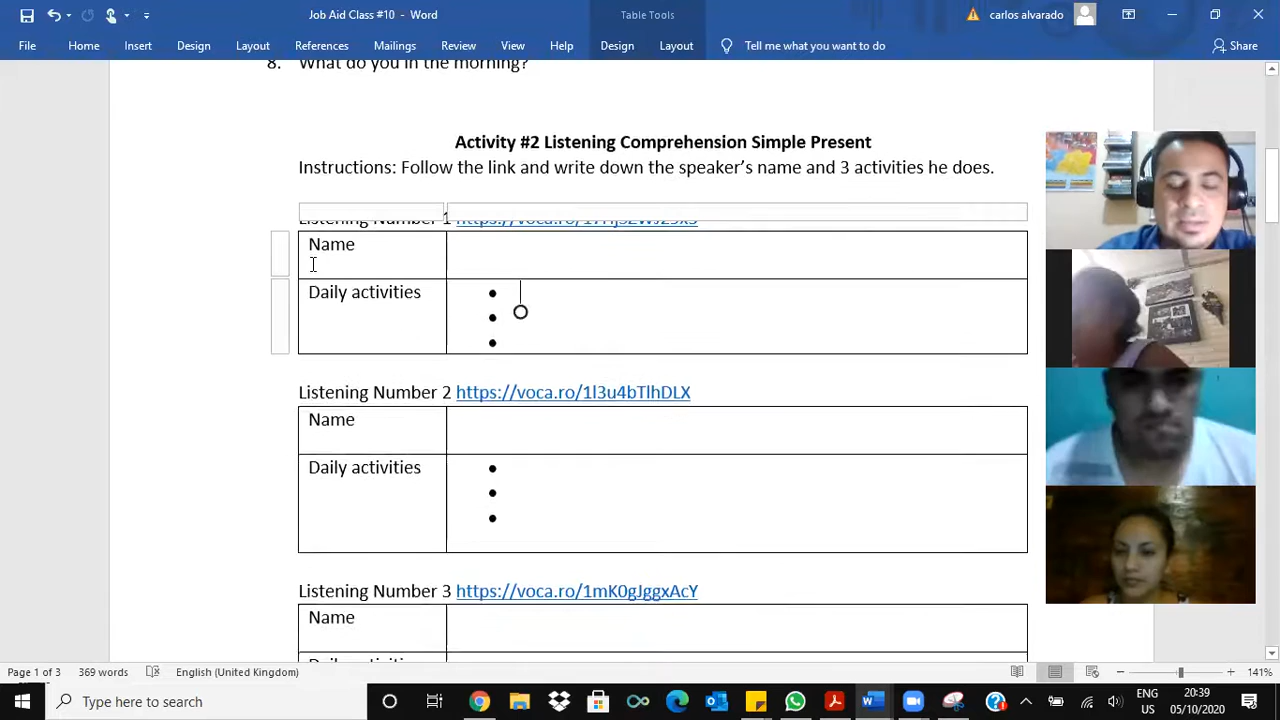 Job Aid Class #10 - Word
Table Tools
carlos alvarado
File Home Insert Design Layout References Mailings Review View Help Design Layout Tell me what you want to do Share
8. What do you in the morning?
Activity #2 Listening Comprehension Simple Present
Instructions: Follow the link and write down the speaker's name and 3 activities he does.
Listening Number 1
Name
Daily activities
Listening Number 2 https://voca.ro/1l3u4bTlhDLX
Name
Daily activities
Listening Number 3 https://voca.ro/1mK0gJggxAcY
Name
Daily activities
Page 1 of 3 369 words English (United Kingdom) 141%
Type here to search
ENG 20:39
US 05/10/2020